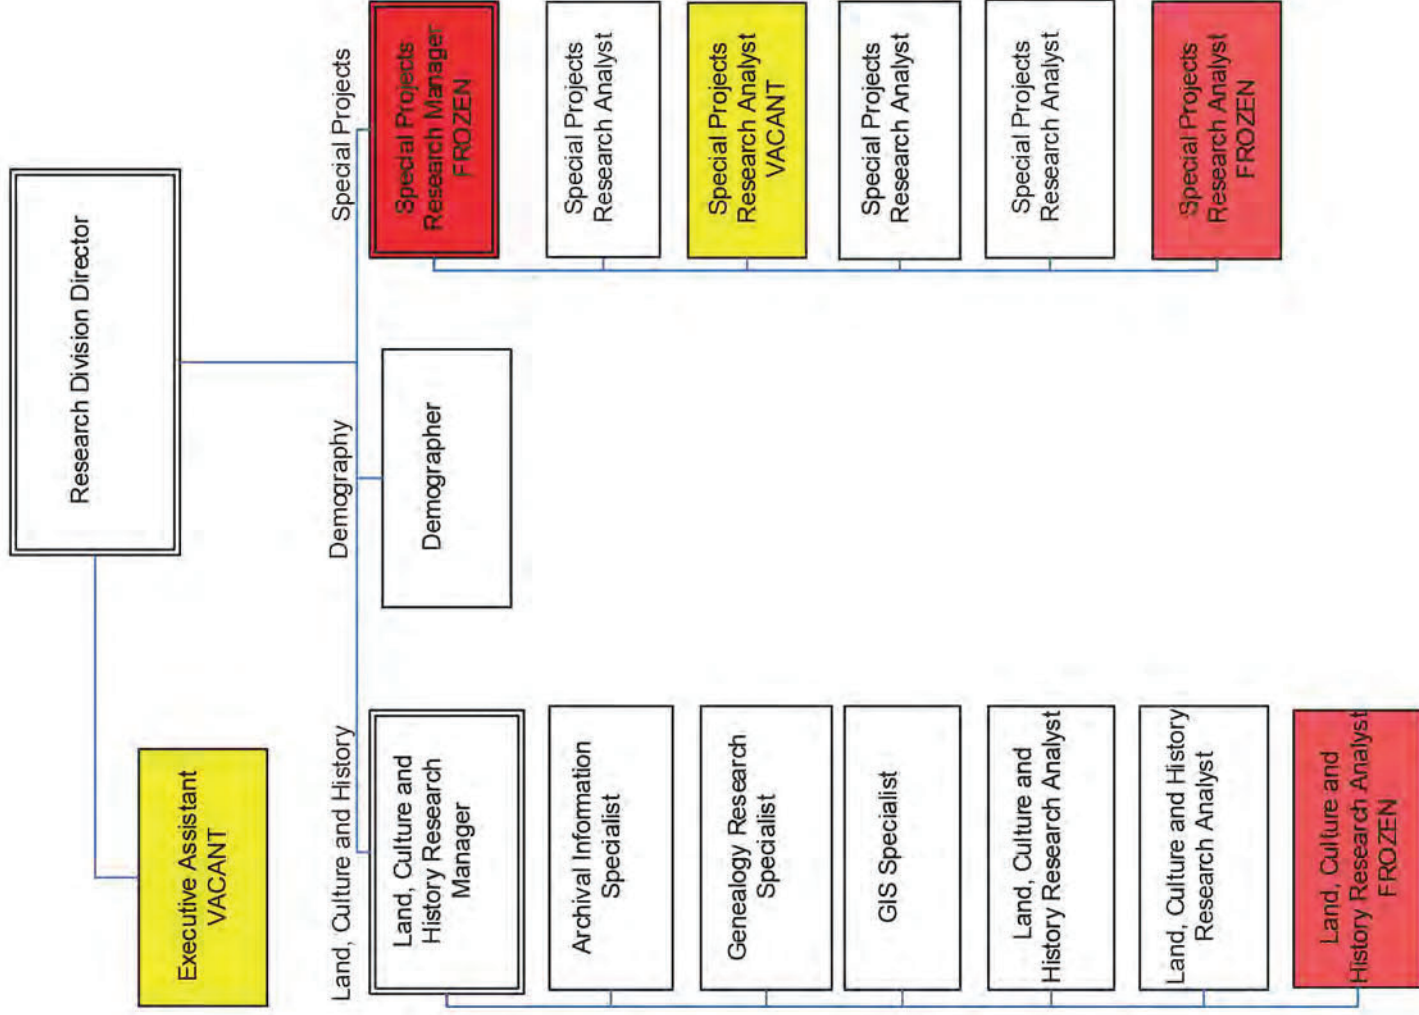 Research Division Director
Executive Assistant
VACANT
Land, Culture and History
Demography
Special Projects
Land, Culture and
History Research
Manager
Archival Information
Specialist
Genealogy Research
Specialist
GIS Specialist
Land, Culture and
History Research Analyst
Land, Culture and History
Research Analyst
Land, Culture and
History Research Analyst
FROZEN
Demographer
Special Projects
Research Manager
FROZEN
Special Projects
Research Analyst
Special Projects
Research Analyst
VACANT
Special Projects
Research Analyst
Special Projects
Research Analyst
Special Projects
Research Analyst
FROZEN